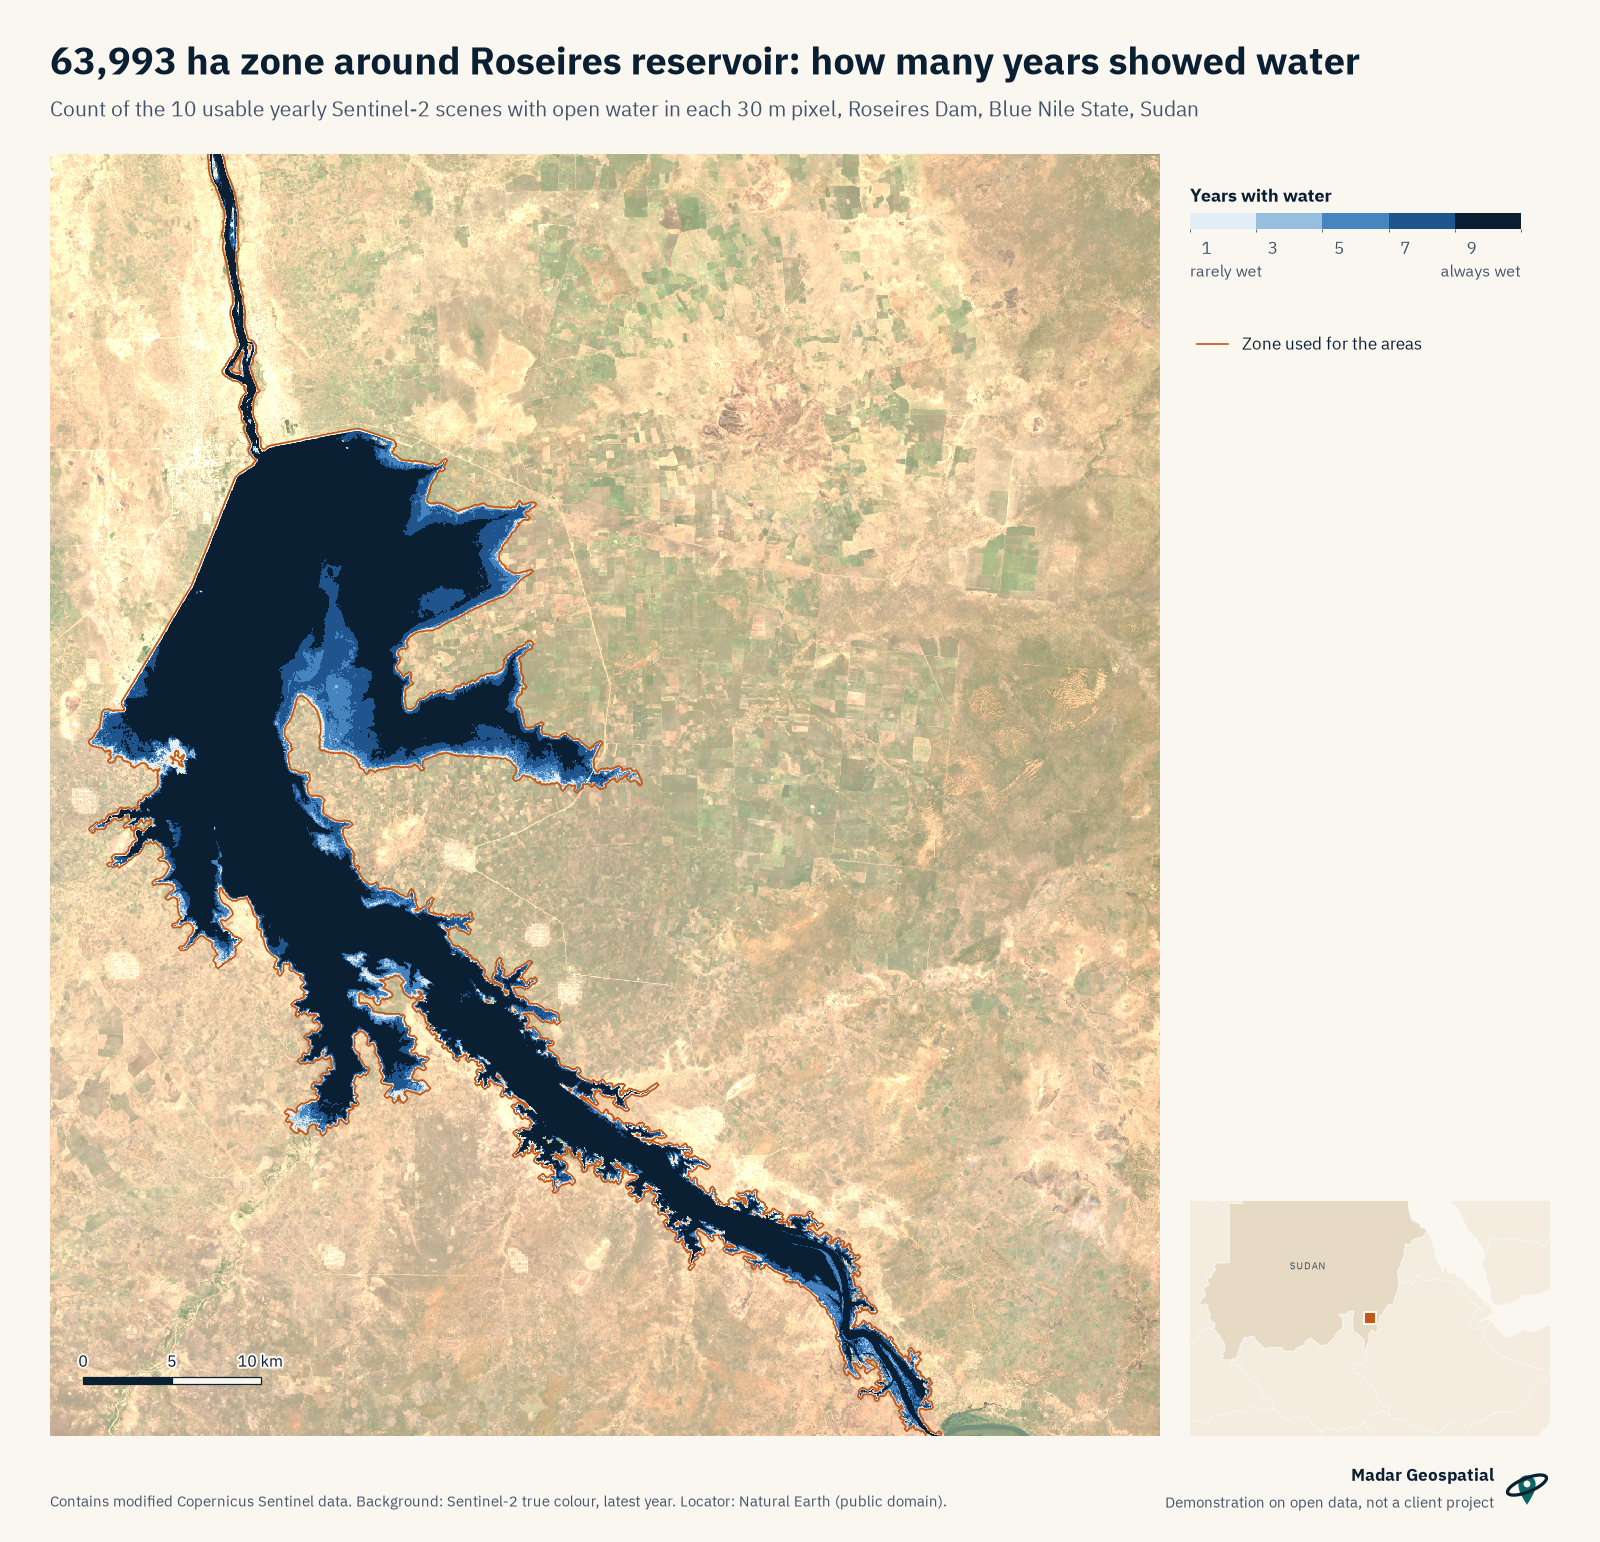 63,993 ha zone around Roseires reservoir: how many years showed water
Count of the 10 usable yearly Sentinel-2 scenes with open water in each 30 m pixel, Roseires Dam, Blue Nile State, Sudan
Years with water
1 3 5 7 9
rarely wet always wet
Zone used for the areas
SUDAN
0 5 10 km
Madar Geospatial
Contains modified Copernicus Sentinel data. Background: Sentinel-2 true colour, latest year. Locator: Natural Earth (public domain).
Demonstration on open data, not a client project